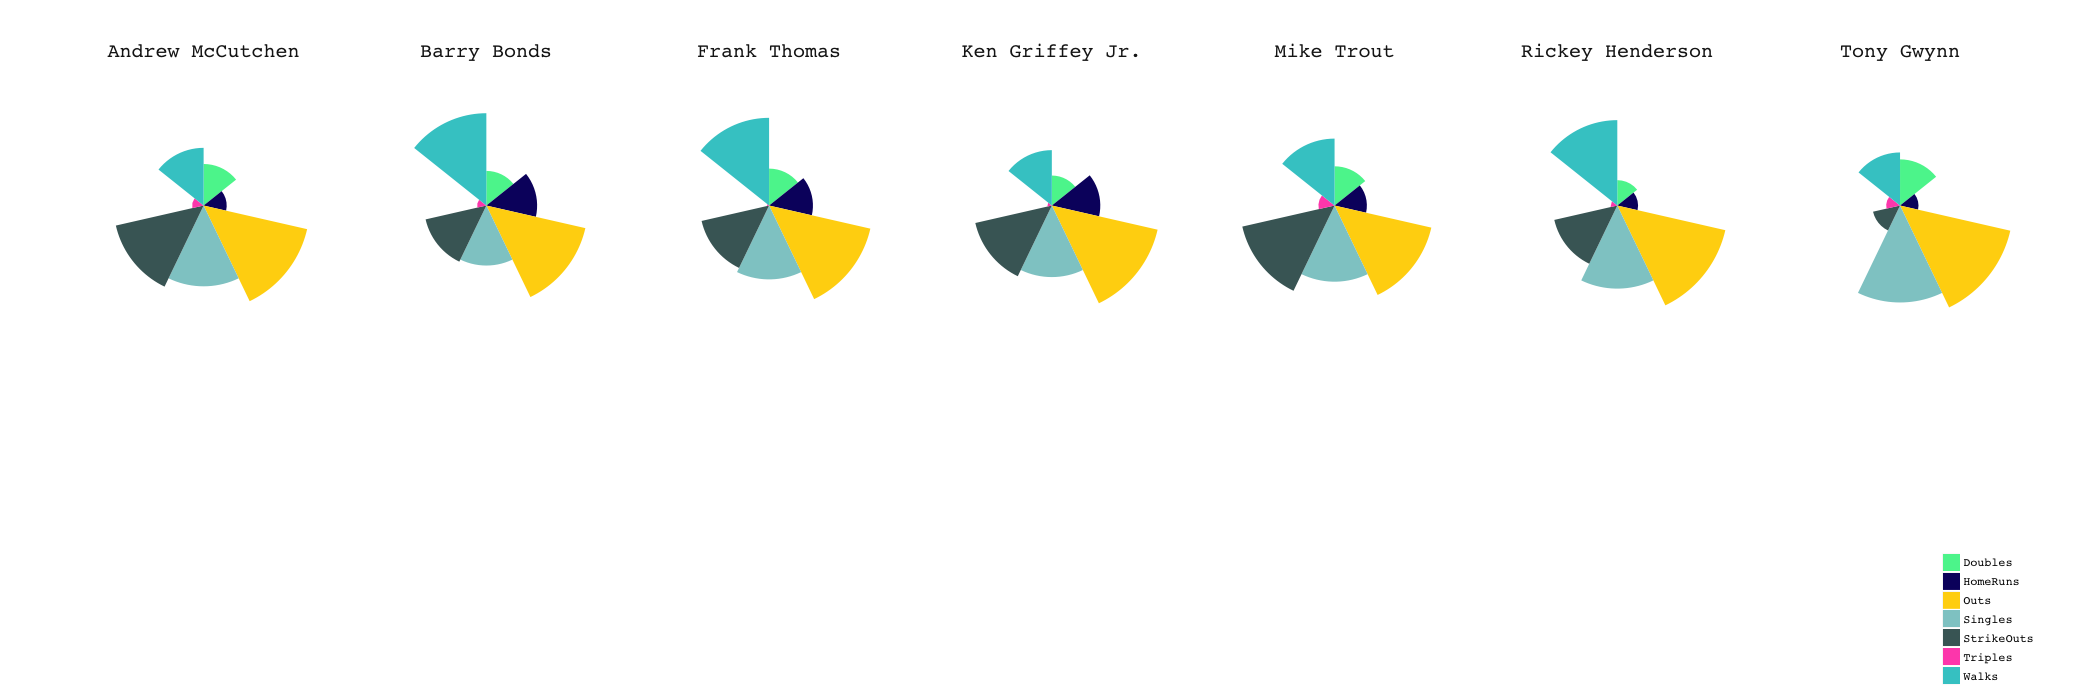 Andrew McCutchen
Barry Bonds
Frank Thomas
Ken Griffey Jr.
Mike Trout
Rickey Henderson
Tony Gwynn
Doubles
HomeRuns
Outs
Singles
StrikeOuts
Triples
Walks